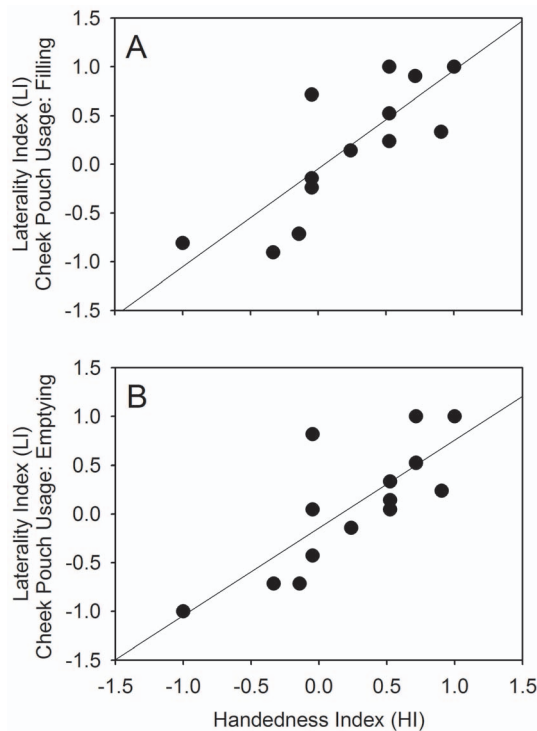 A
Laterality Index (LI)
Cheek Pouch Usage: Filling
1.5
1.0
0.5
0.0
-0.5
-1.0
-1.5
B
Laterality Index (LI)
Cheek Pouch Usage: Emptying
1.5
1.0
0.5
0.0
-0.5
-1.0
-1.5
-1.5 -1.0 -0.5 0.0 0.5 1.0 1.5
Handedness Index (HI)